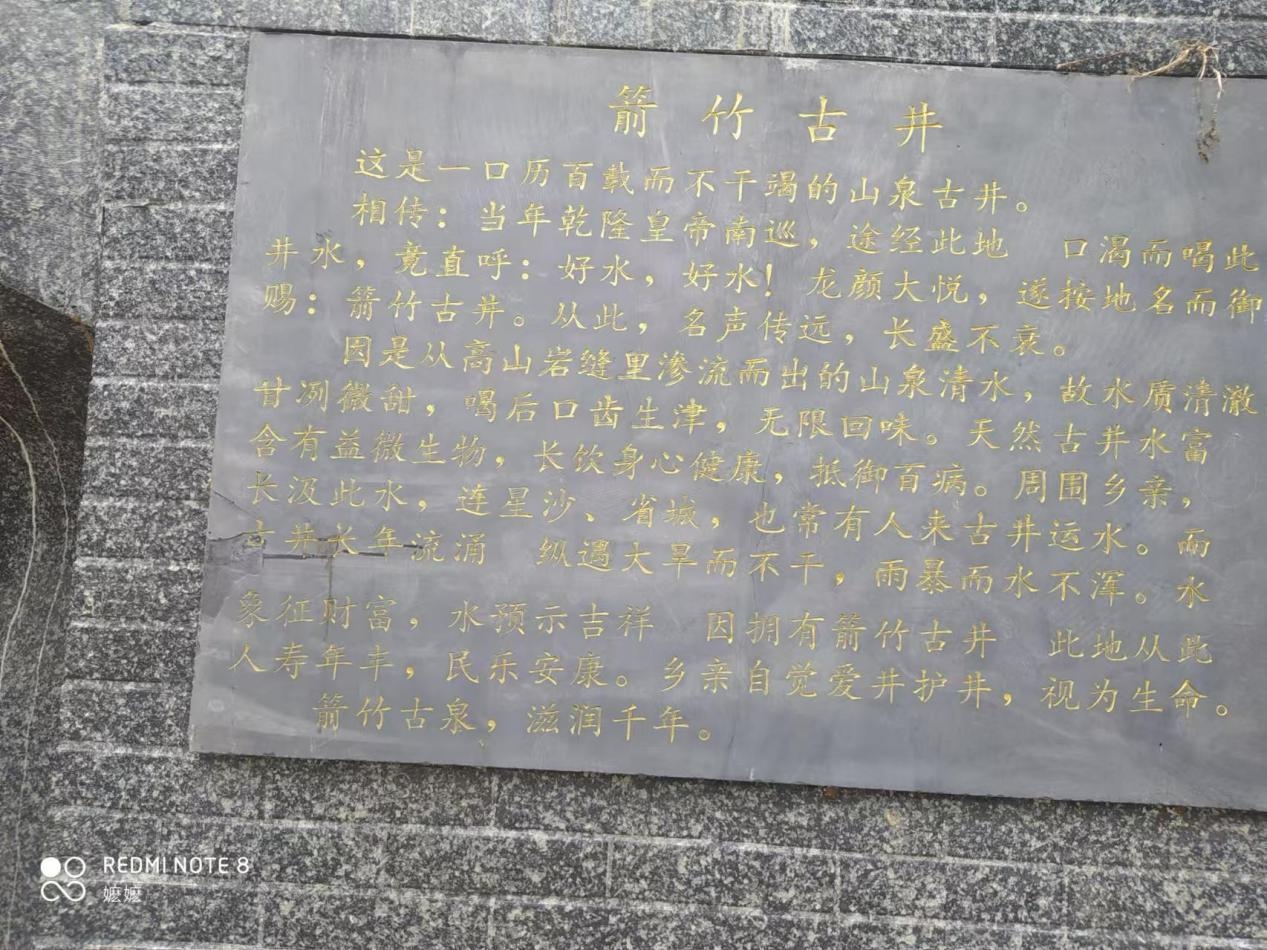 箭竹古井
这是一口历百载而不干竭的山泉古井。
相传：当年乾隆皇帝南巡，途经此地 口渴而喝此
井水，竟直呼：好水，好水！龙颜大悦，遂按地名而御
赐：箭竹古井。从此，名声传远，长盛不衰。
因是从高山岩缝里渗流而出的山泉清水，故水质清澈
甘冽微甜，喝后口齿生津，无限回味。天然古井水富
含有益微生物，长饮身心健康，抵御百病。周围乡亲，
长汲此水，连星沙、省城，也常有人来古井运水。而
古井长年流涌 纵遇大旱而不干，雨暴而水不浑。水
象征财富，水预示吉祥 因拥有箭竹古井 此地从此
人寿年丰，民乐安康。乡亲自觉爱井护井，视为生命。
箭竹古泉，滋润千年。
REDMI NOTE 8
嬷嬷